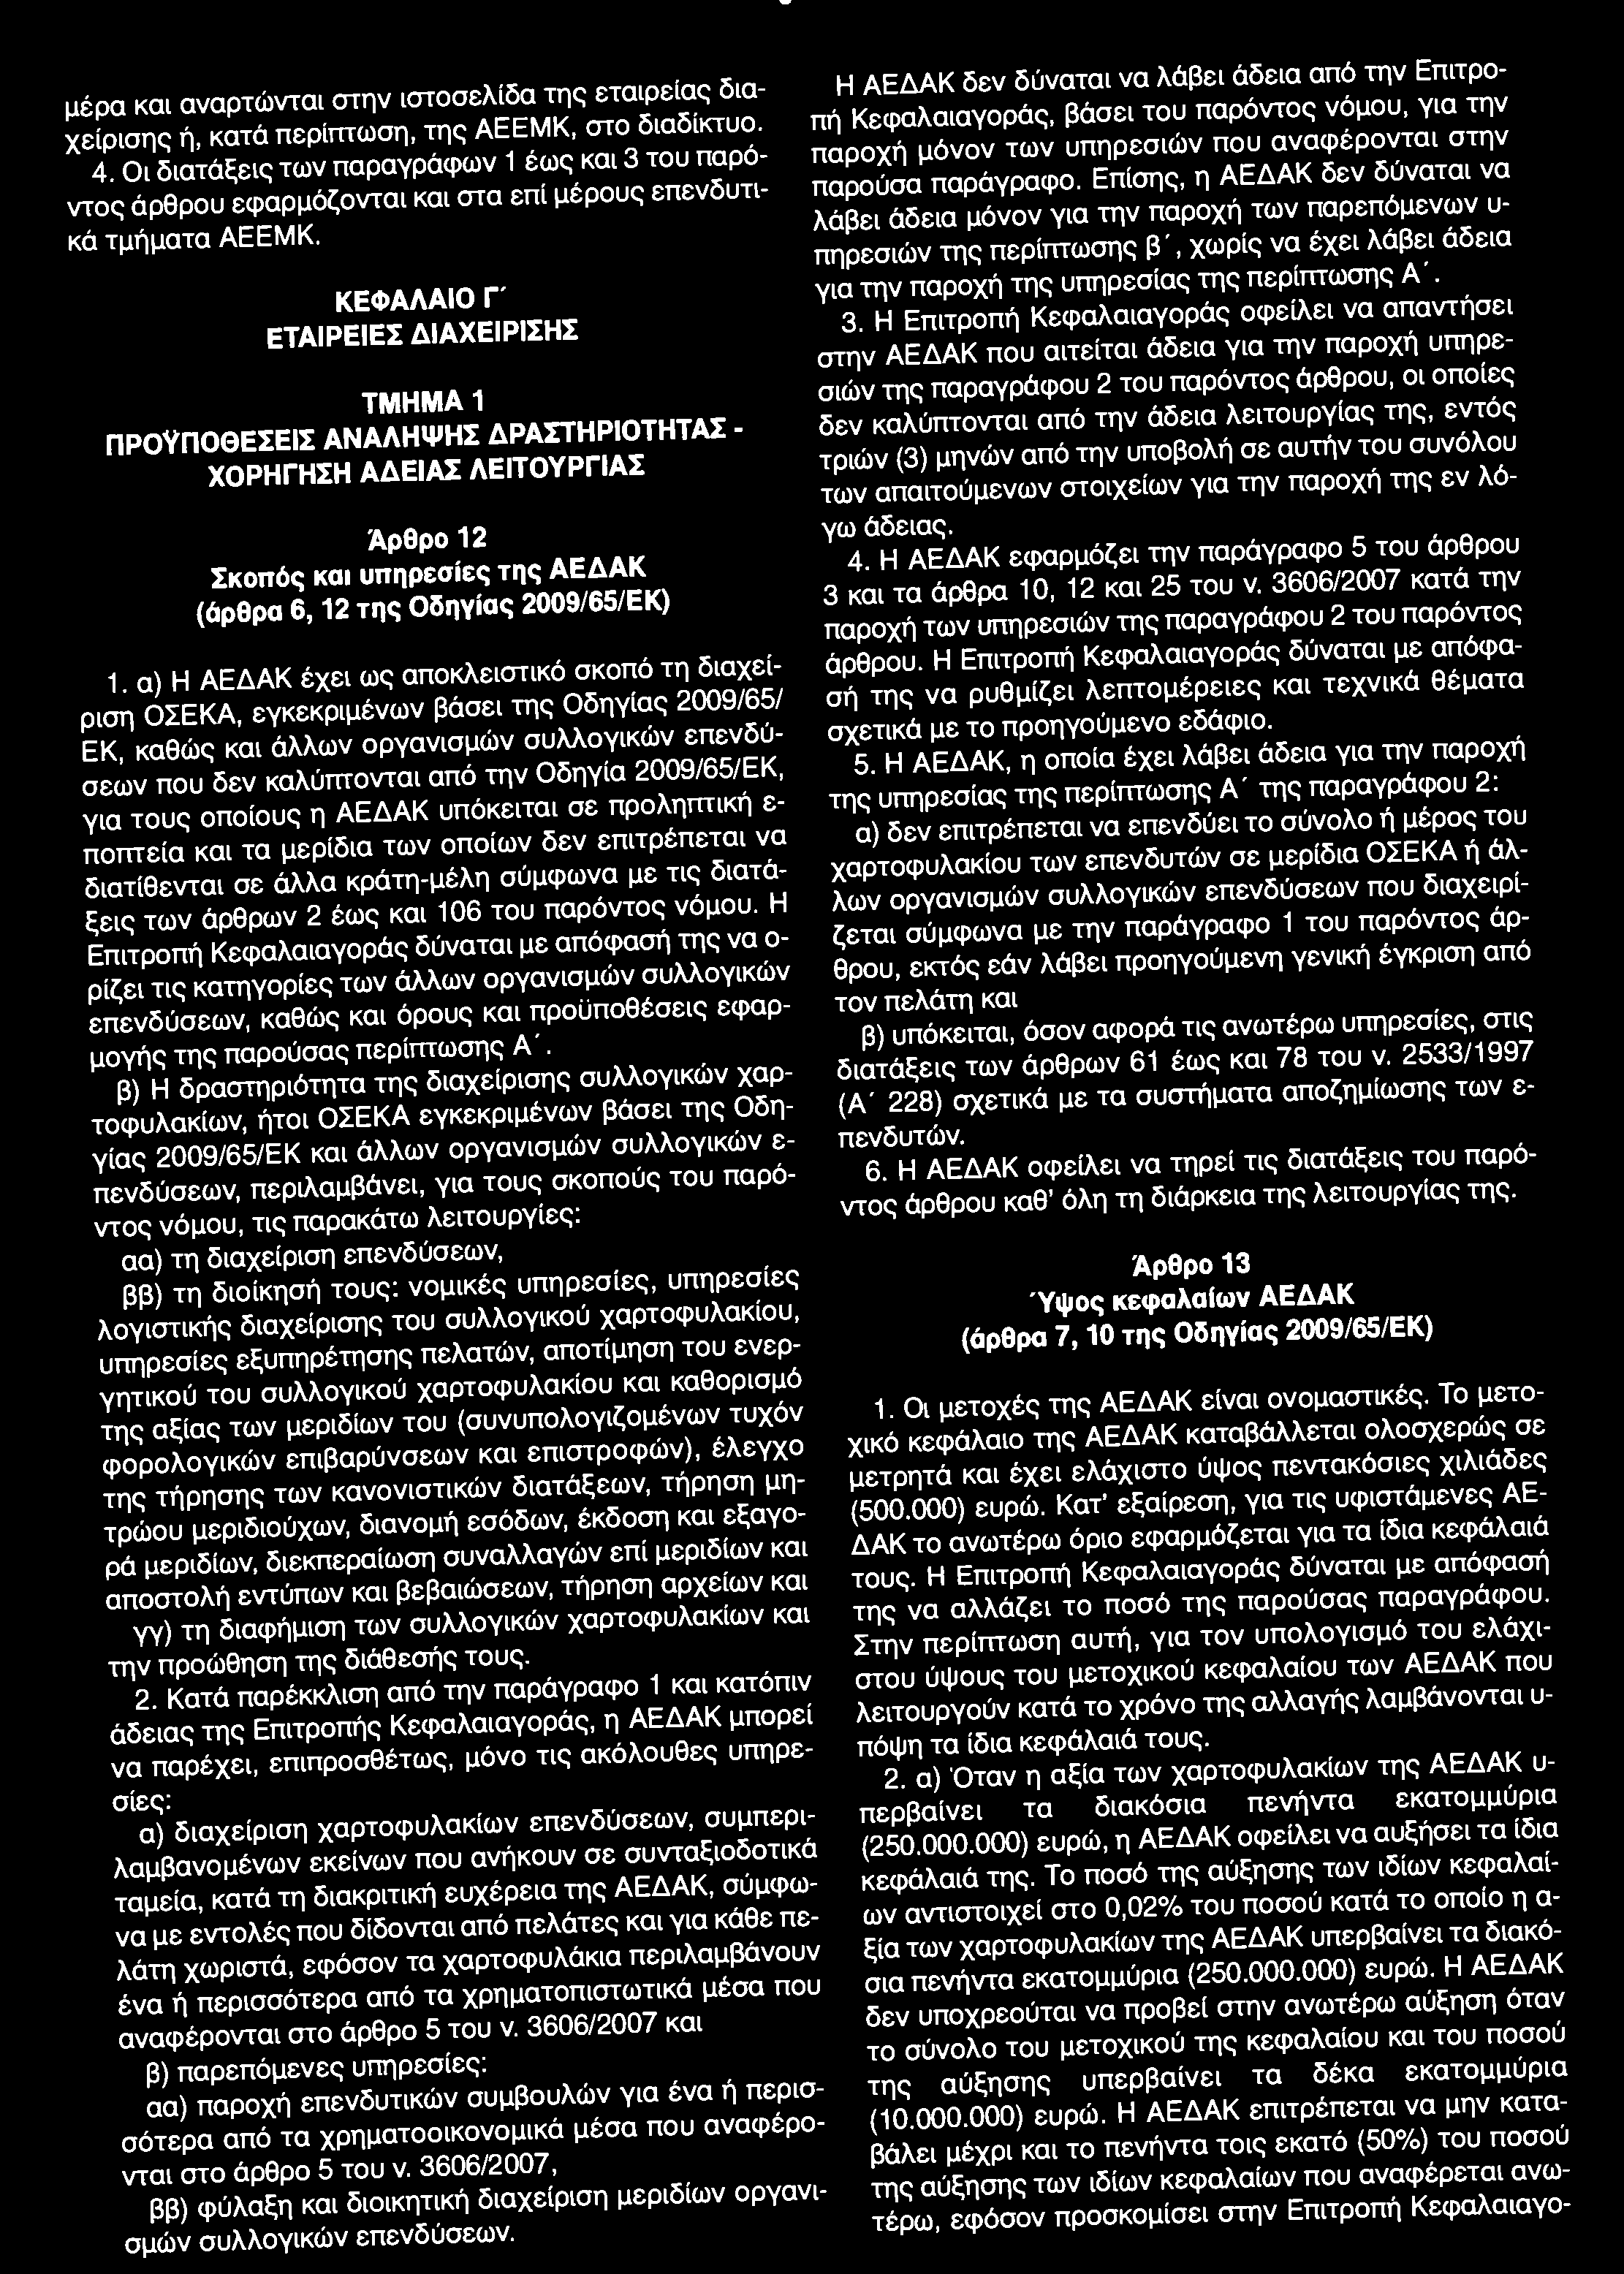 μέρα και αναρτώνται στην ιστοσελίδα της εταιρείας δια-
χείρισης ή, κατά περίπτωση, της ΑΕΕΜΚ, στο διαδίκτυο.
4. Οι διατάξεις των παραγράφων 1 έως και 3 του παρό-
ντος άρθρου εφαρμόζονται και στα επί μέρους επενδυτι-
κά τμήματα ΑΕΕΜΚ.
ΚΕΦΑΛΑΙΟ Γ΄
ΕΤΑΙΡΕΙΕΣ ΔΙΑΧΕΙΡΙΣΗΣ
ΤΜΗΜΑ 1
ΠΡΟΫΠΟΘΕΣΕΙΣ ΑΝΑΛΗΨΗΣ ΔΡΑΣΤΗΡΙΟΤΗΤΑΣ -
ΧΟΡΗΓΗΣΗ ΑΔΕΙΑΣ ΛΕΙΤΟΥΡΓΙΑΣ
Άρθρο 12
Σκοπός και υπηρεσίες της ΑΕΔΑΚ
(άρθρα 6, 12 της Οδηγίας 2009/65/ΕΚ)
1. α) Η ΑΕΔΑΚ έχει ως αποκλειστικό σκοπό τη διαχεί-
ριση ΟΣΕΚΑ, εγκεκριμένων βάσει της Οδηγίας 2009/65/
ΕΚ, καθώς και άλλων οργανισμών συλλογικών επενδύ-
σεων που δεν καλύπτονται από την Οδηγία 2009/65/ΕΚ,
για τους οποίους η ΑΕΔΑΚ υπόκειται σε προληπτική ε-
ποπτεία και τα μερίδια των οποίων δεν επιτρέπεται να
διατίθενται σε άλλα κράτη-μέλη σύμφωνα με τις διατά-
ξεις των άρθρων 2 έως και 106 του παρόντος νόμου. Η
Επιτροπή Κεφαλαιαγοράς δύναται με απόφασή της να ο-
ρίζει τις κατηγορίες των άλλων οργανισμών συλλογικών
επενδύσεων, καθώς και όρους και προϋποθέσεις εφαρ-
μογής της παρούσας περίπτωσης Α΄.
β) Η δραστηριότητα της διαχείρισης συλλογικών χαρ-
τοφυλακίων, ήτοι ΟΣΕΚΑ εγκεκριμένων βάσει της Οδη-
γίας 2009/65/ΕΚ και άλλων οργανισμών συλλογικών ε-
πενδύσεων, περιλαμβάνει, για τους σκοπούς του παρό-
ντος νόμου, τις παρακάτω λειτουργίες:
αα) τη διαχείριση επενδύσεων,
ββ) τη διοίκησή τους: νομικές υπηρεσίες, υπηρεσίες
λογιστικής διαχείρισης του συλλογικού χαρτοφυλακίου,
υπηρεσίες εξυπηρέτησης πελατών, αποτίμηση του ενερ-
γητικού του συλλογικού χαρτοφυλακίου και καθορισμό
της αξίας των μεριδίων του (συνυπολογιζομένων τυχόν
φορολογικών επιβαρύνσεων και επιστροφών), έλεγχο
της τήρησης των κανονιστικών διατάξεων, τήρηση μη-
τρώου μεριδιούχων, διανομή εσόδων, έκδοση και εξαγο-
ρά μεριδίων, διεκπεραίωση συναλλαγών επί μεριδίων και
αποστολή εντύπων και βεβαιώσεων, τήρηση αρχείων και
γγ) τη διαφήμιση των συλλογικών χαρτοφυλακίων και
την προώθηση της διάθεσής τους.
2. Κατά παρέκκλιση από την παράγραφο 1 και κατόπιν
άδειας της Επιτροπής Κεφαλαιαγοράς, η ΑΕΔΑΚ μπορεί
να παρέχει, επιπροσθέτως, μόνο τις ακόλουθες υπηρε-
σίες:
α) διαχείριση χαρτοφυλακίων επενδύσεων, συμπερι-
λαμβανομένων εκείνων που ανήκουν σε συνταξιοδοτικά
ταμεία, κατά τη διακριτική ευχέρεια της ΑΕΔΑΚ, σύμφω-
να με εντολές που δίδονται από πελάτες και για κάθε πε-
λάτη χωριστά, εφόσον τα χαρτοφυλάκια περιλαμβάνουν
ένα ή περισσότερα από τα χρηματοπιστωτικά μέσα που
αναφέρονται στο άρθρο 5 του ν. 3606/2007 και
β) παρεπόμενες υπηρεσίες:
αα) παροχή επενδυτικών συμβουλών για ένα ή περισ-
σότερα από τα χρηματοοικονομικά μέσα που αναφέρο-
νται στο άρθρο 5 του ν. 3606/2007,
ββ) φύλαξη και διοικητική διαχείριση μεριδίων οργανι-
σμών συλλογικών επενδύσεων.
Η ΑΕΔΑΚ δεν δύναται να λάβει άδεια από την Επιτρο-
πή Κεφαλαιαγοράς, βάσει του παρόντος νόμου, για την
παροχή μόνον των υπηρεσιών που αναφέρονται στην
παρούσα παράγραφο. Επίσης, η ΑΕΔΑΚ δεν δύναται να
λάβει άδεια μόνον για την παροχή των παρεπόμενων υ-
πηρεσιών της περίπτωσης β΄, χωρίς να έχει λάβει άδεια
για την παροχή της υπηρεσίας της περίπτωσης Α΄.
3. Η Επιτροπή Κεφαλαιαγοράς οφείλει να απαντήσει
στην ΑΕΔΑΚ που αιτείται άδεια για την παροχή υπηρε-
σιών της παραγράφου 2 του παρόντος άρθρου, οι οποίες
δεν καλύπτονται από την άδεια λειτουργίας της, εντός
τριών (3) μηνών από την υποβολή σε αυτήν του συνόλου
των απαιτούμενων στοιχείων για την παροχή της εν λό-
γω άδειας.
4. Η ΑΕΔΑΚ εφαρμόζει την παράγραφο 5 του άρθρου
3 και τα άρθρα 10, 12 και 25 του ν. 3606/2007 κατά την
παροχή των υπηρεσιών της παραγράφου 2 του παρόντος
άρθρου. Η Επιτροπή Κεφαλαιαγοράς δύναται με απόφα-
σή της να ρυθμίζει λεπτομέρειες και τεχνικά θέματα
σχετικά με το προηγούμενο εδάφιο.
5. Η ΑΕΔΑΚ, η οποία έχει λάβει άδεια για την παροχή
της υπηρεσίας της περίπτωσης Α΄ της παραγράφου 2:
α) δεν επιτρέπεται να επενδύει το σύνολο ή μέρος του
χαρτοφυλακίου των επενδυτών σε μερίδια ΟΣΕΚΑ ή άλ-
λων οργανισμών συλλογικών επενδύσεων που διαχειρί-
ζεται σύμφωνα με την παράγραφο 1 του παρόντος άρ-
θρου, εκτός εάν λάβει προηγούμενη γενική έγκριση από
τον πελάτη και
β) υπόκειται, όσον αφορά τις ανωτέρω υπηρεσίες, στις
διατάξεις των άρθρων 61 έως και 78 του ν. 2533/1997
(Α΄ 228) σχετικά με τα συστήματα αποζημίωσης των ε-
πενδυτών.
6. Η ΑΕΔΑΚ οφείλει να τηρεί τις διατάξεις του παρό-
ντος άρθρου καθ' όλη τη διάρκεια της λειτουργίας της.
Άρθρο 13
Ύψος κεφαλαίων ΑΕΔΑΚ
(άρθρα 7, 10 της Οδηγίας 2009/65/ΕΚ)
1. Οι μετοχές της ΑΕΔΑΚ είναι ονομαστικές. Το μετο-
χικό κεφάλαιο της ΑΕΔΑΚ καταβάλλεται ολοσχερώς σε
μετρητά και έχει ελάχιστο ύψος πεντακόσιες χιλιάδες
(500.000) ευρώ. Κατ' εξαίρεση, για τις υφιστάμενες ΑΕ-
ΔΑΚ το ανωτέρω όριο εφαρμόζεται για τα ίδια κεφάλαιά
τους. Η Επιτροπή Κεφαλαιαγοράς δύναται με απόφασή
της να αλλάζει το ποσό της παρούσας παραγράφου.
Στην περίπτωση αυτή, για τον υπολογισμό του ελάχι-
στου ύψους του μετοχικού κεφαλαίου των ΑΕΔΑΚ που
λειτουργούν κατά το χρόνο της αλλαγής λαμβάνονται υ-
πόψη τα ίδια κεφάλαιά τους.
2. α) Όταν η αξία των χαρτοφυλακίων της ΑΕΔΑΚ υ-
περβαίνει τα διακόσια πενήντα εκατομμύρια
(250.000.000) ευρώ, η ΑΕΔΑΚ οφείλει να αυξήσει τα ίδια
κεφάλαιά της. Το ποσό της αύξησης των ιδίων κεφαλαί-
ων αντιστοιχεί στο 0,02% του ποσού κατά το οποίο η α-
ξία των χαρτοφυλακίων της ΑΕΔΑΚ υπερβαίνει τα διακό-
σια πενήντα εκατομμύρια (250.000.000) ευρώ. Η ΑΕΔΑΚ
δεν υποχρεούται να προβεί στην ανωτέρω αύξηση όταν
το σύνολο του μετοχικού της κεφαλαίου και του ποσού
της αύξησης υπερβαίνει τα δέκα εκατομμύρια
(10.000.000) ευρώ. Η ΑΕΔΑΚ επιτρέπεται να μην κατα-
βάλει μέχρι και το πενήντα τοις εκατό (50%) του ποσού
της αύξησης των ιδίων κεφαλαίων που αναφέρεται ανω-
τέρω, εφόσον προσκομίσει στην Επιτροπή Κεφαλαιαγο-